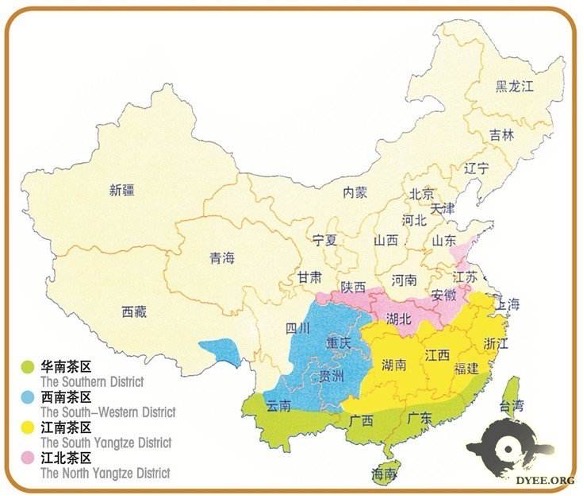 黑龙江
吉林
辽宁
新疆
内蒙
北京
天津
河北
宁夏
山西
山东
青海
甘肃
陕西
河南
江苏
西藏
安徽
上海
四川
湖北
重庆
浙江
江西
湖南
贵洲
福建
云南
广西
广东
台湾
海南
华南茶区
The Southern District
西南茶区
The South-Western District
江南茶区
The South Yangtze District
江北茶区
The North Yangtze District
DYEE.ORG